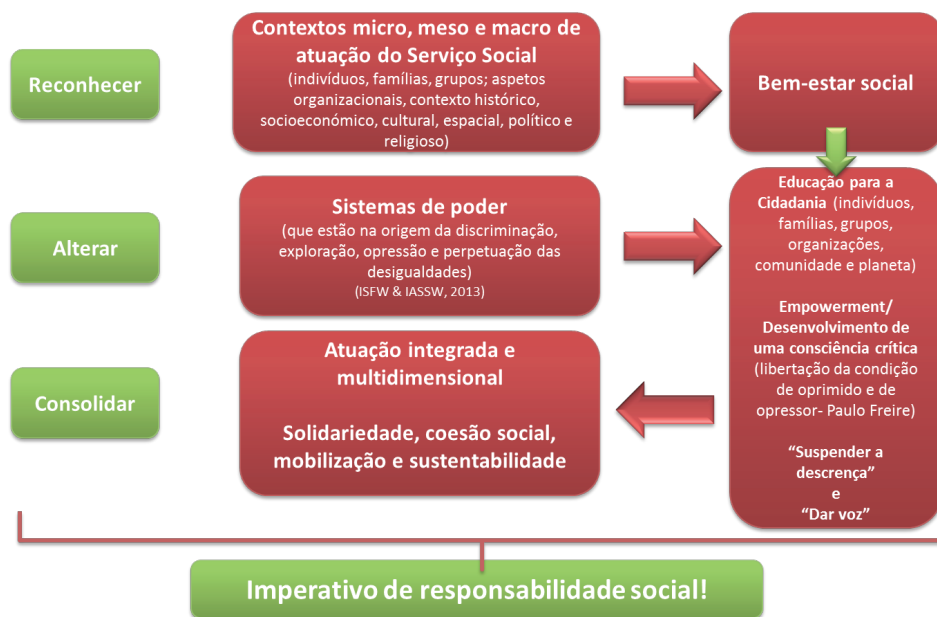 Reconhecer
Contextos micro, meso e macro de
atuação do Serviço Social
(indivíduos, famílias, grupos; aspetos
organizacionais, contexto histórico,
socioeconómico, cultural, espacial, político e
religioso)
Bem-estar social
Alterar
Sistemas de poder
(que estão na origem da discriminação,
exploração, opressão e perpetuação das
desigualdades)
(ISFW & IASSW, 2013)
Educação para a
Cidadania (indivíduos,
famílias, grupos,
organizações,
comunidade e planeta)
Empowerment/
Desenvolvimento de
uma consciência crítica
(libertação da condição
de oprimido e de
opressor- Paulo Freire)
“Suspender a
descrença”
e
“Dar voz”
Consolidar
Atuação integrada e
multidimensional
Solidariedade, coesão social,
mobilização e sustentabilidade
Imperativo de responsabilidade social!